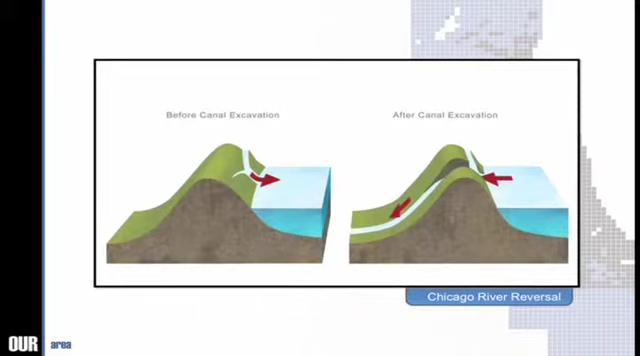 Before Canal Excavation
After Canal Excavation
Chicago River Reversal
OUR area